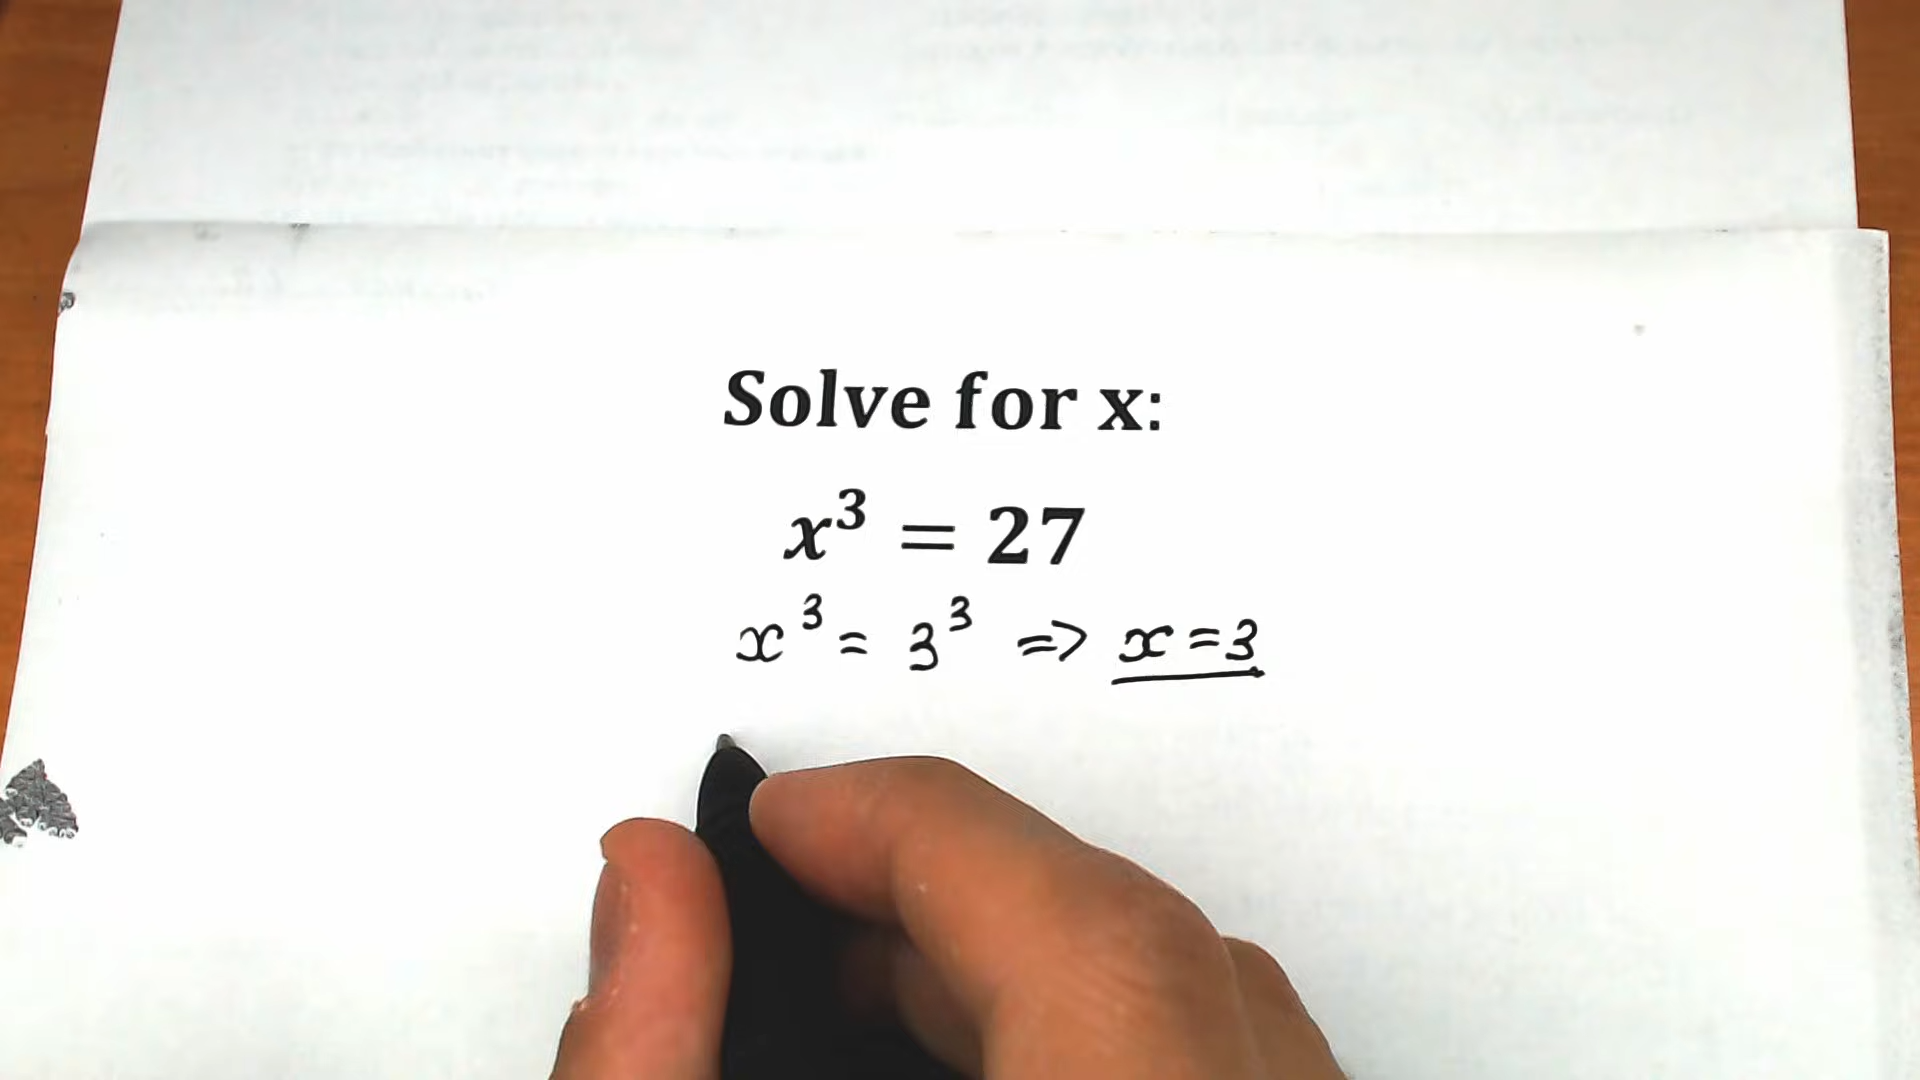 Solve for x:
x³ = 27
x³ = 3³ => x = 3